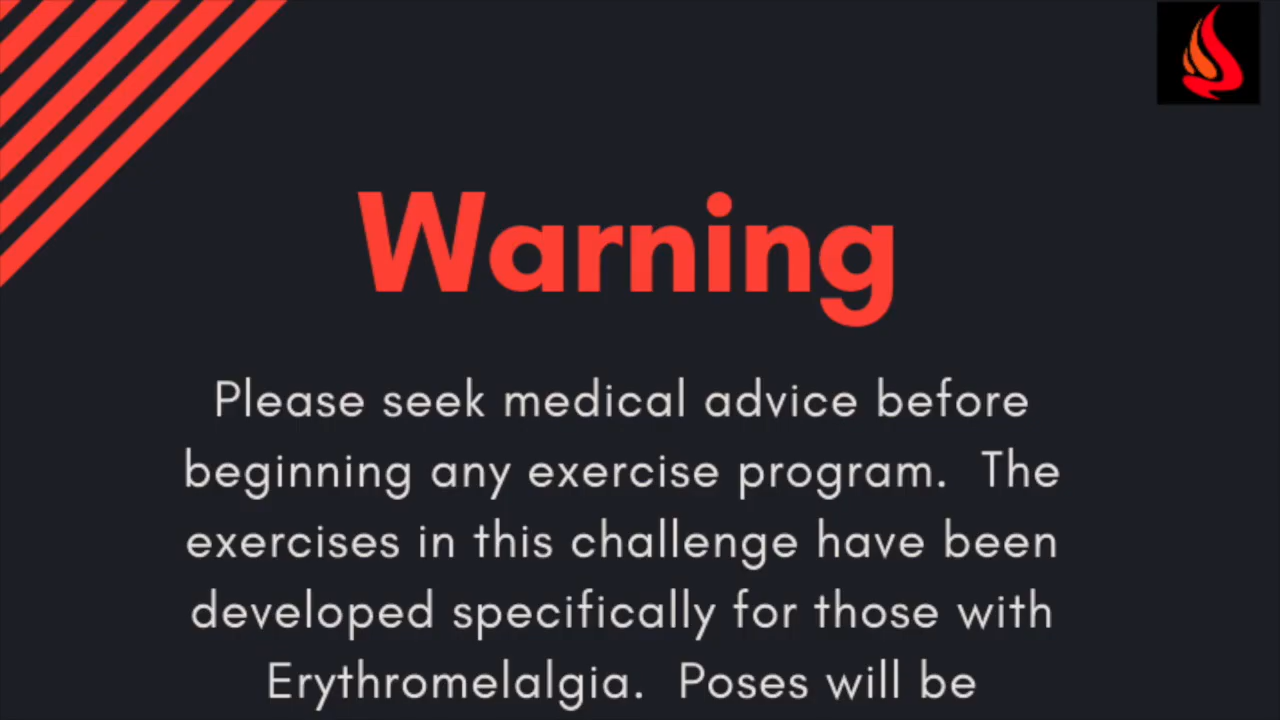 Warning
Please seek medical advice before
beginning any exercise program.  The
exercises in this challenge have been
developed specifically for those with
Erythromelalgia.  Poses will be